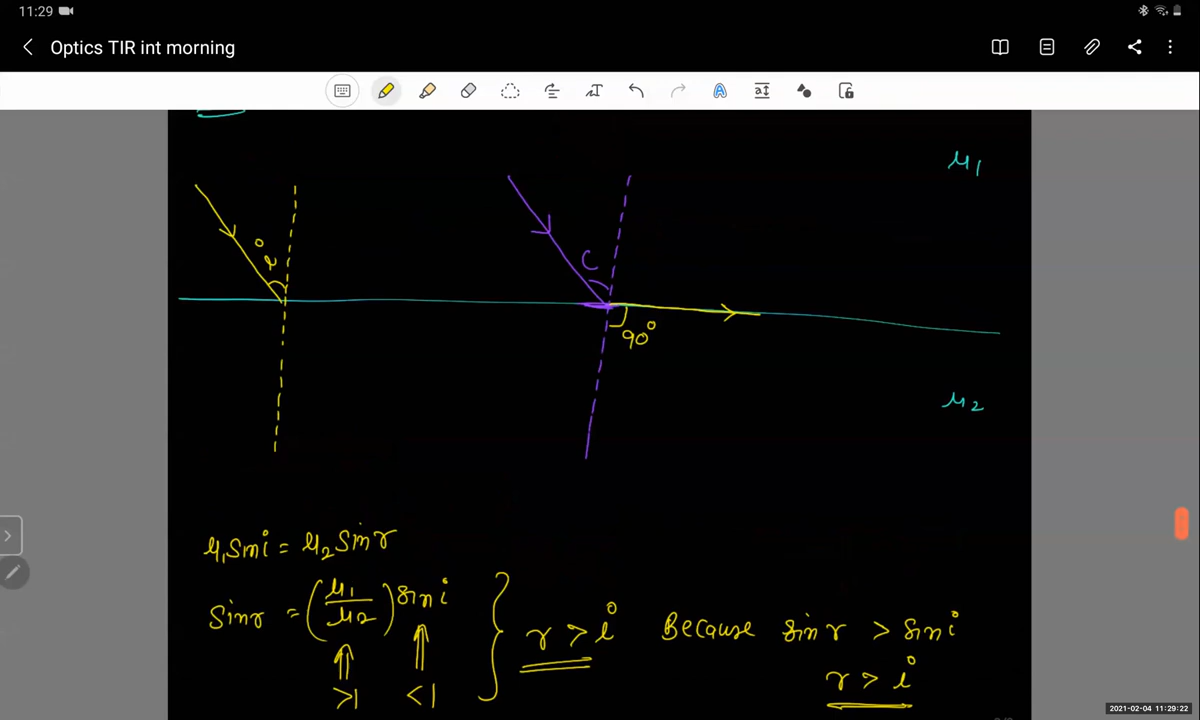 11:29
Optics TIR int morning
μ1
i
C
90°
μ2
μ1 Sin i = μ2 Sin r
Sin r = (μ1/μ2) Sin i
r > i Because sin r > sin i
>1 <1 r > i
2021-02-04 11:29:22